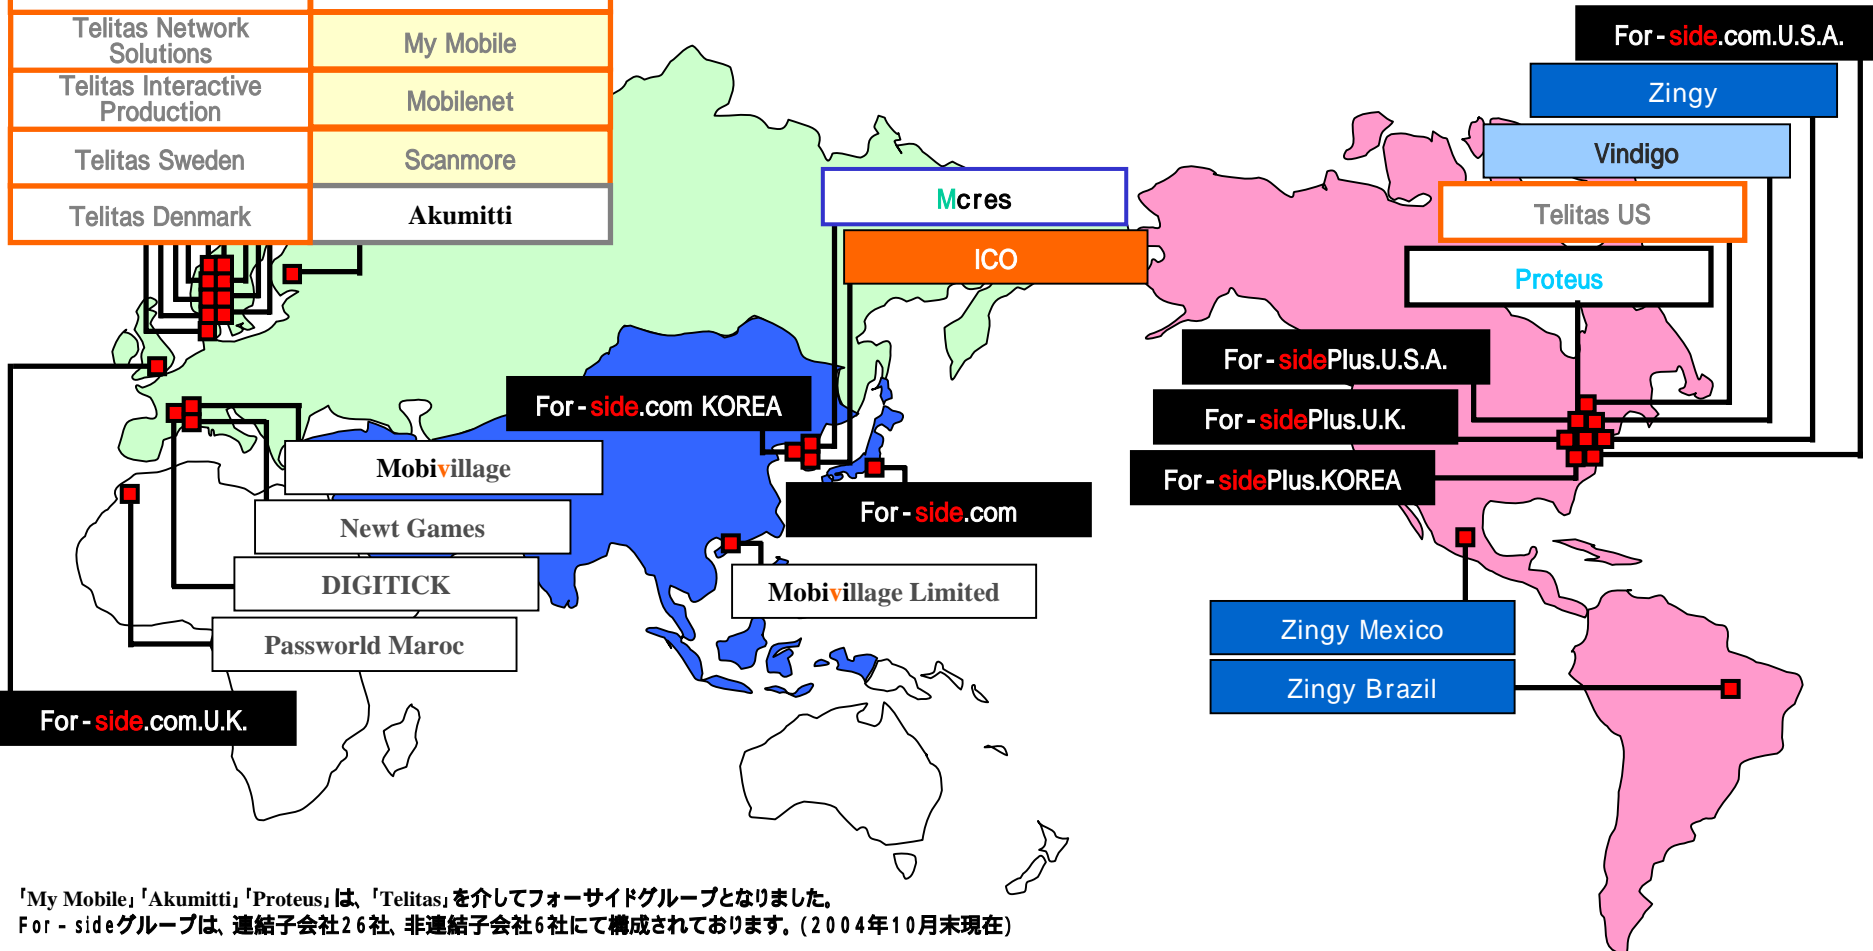 Telitas Network
Solutions
My Mobile
Telitas Interactive
Production
Mobilenet
Telitas Sweden
Scanmore
Telitas Denmark
Akumitti
For-side.com.U.S.A.
Zingy
Vindigo
Telitas US
Proteus
Mcres
ICO
For-sidePlus.U.S.A.
For-sidePlus.U.K.
For-sidePlus.KOREA
For-side.com KOREA
For-side.com
Mobivillage
Newt Games
DIGITICK
Passworld Maroc
Mobivillage Limited
Zingy Mexico
Zingy Brazil
For-side.com.U.K.
「My Mobile」「Akumitti」「Proteus」は、「Telitas」を介してフォーサイドグループとなりました。
For-sideグループは、連結子会社26社、非連結子会社6社にて構成されております。(2004年10月末現在)